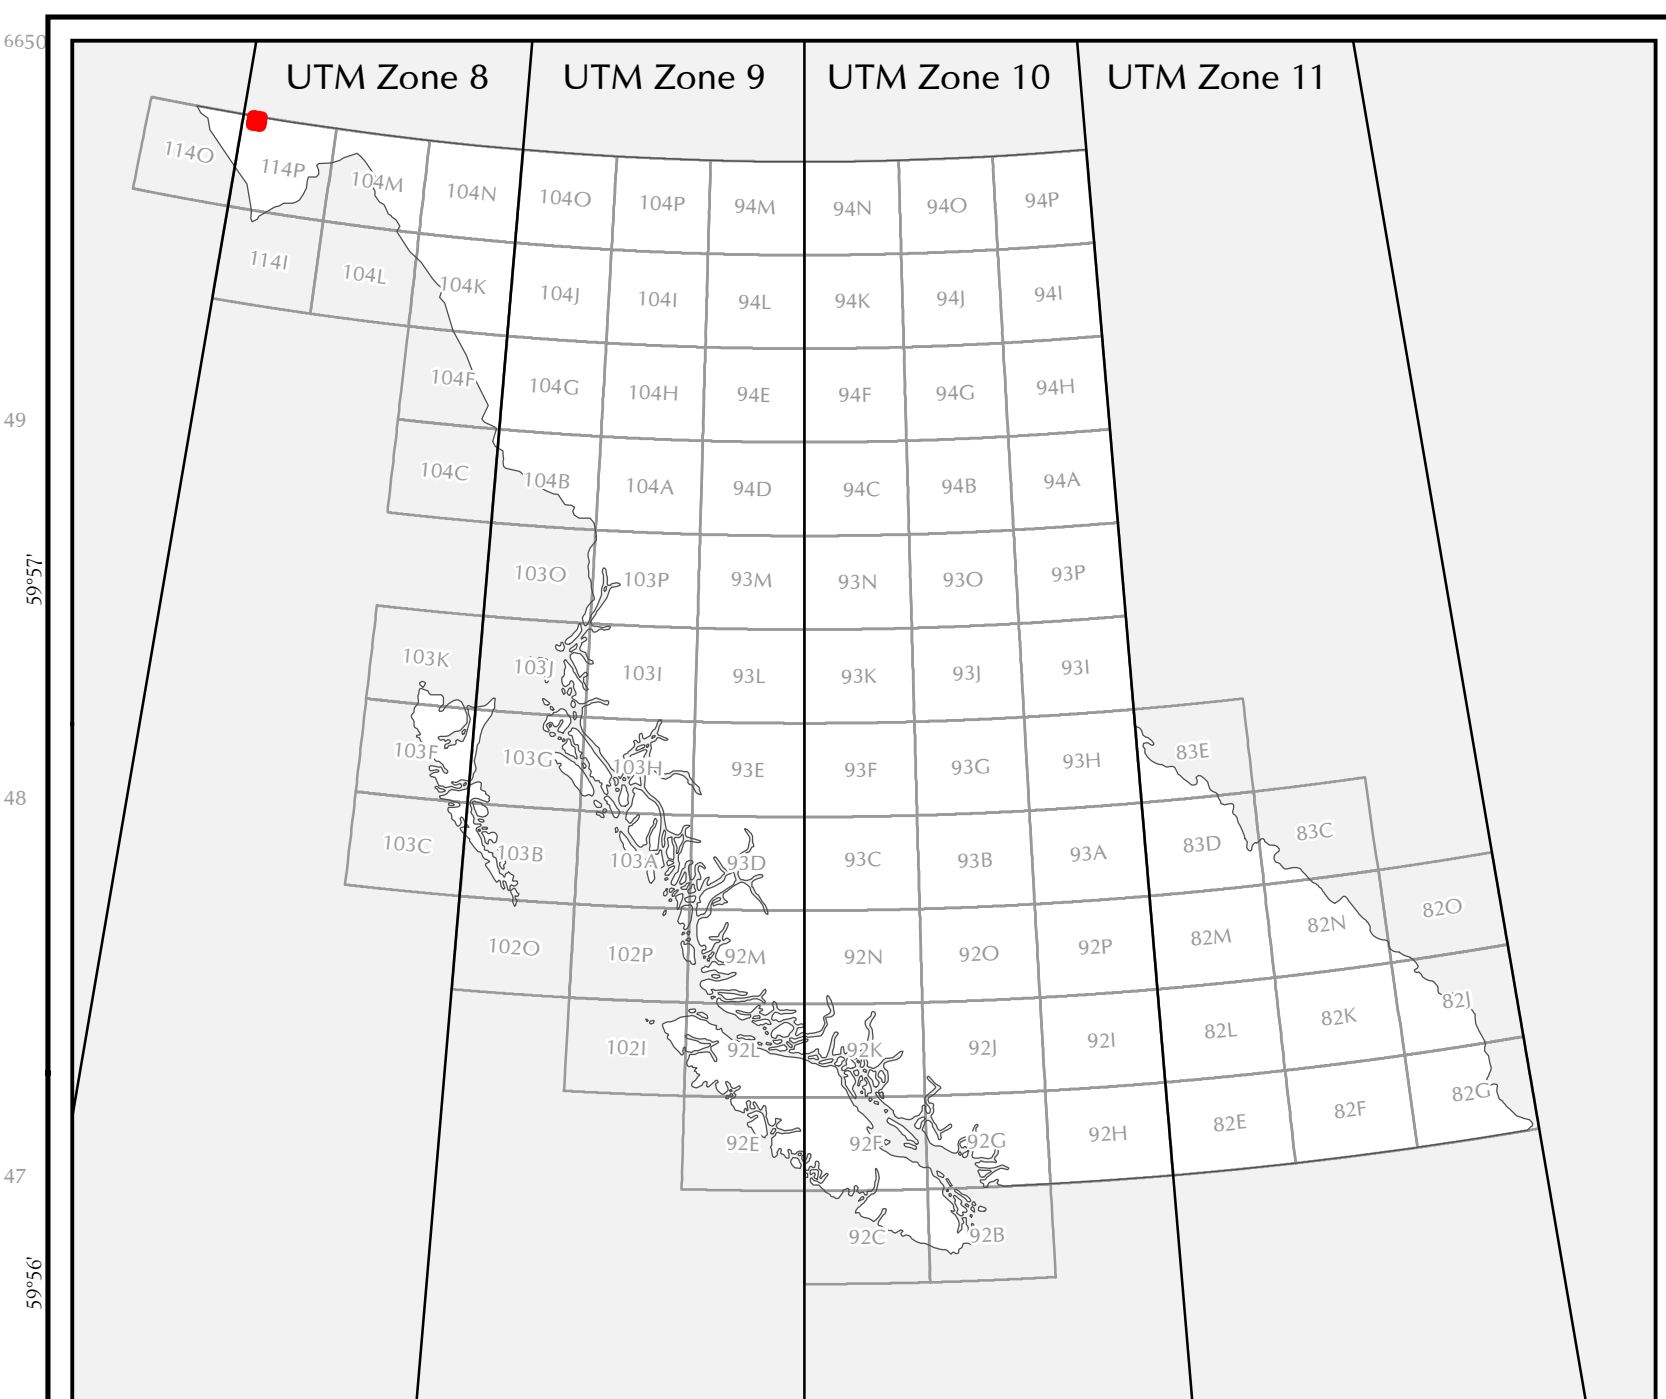 6650
UTM Zone 8 UTM Zone 9 UTM Zone 10 UTM Zone 11
114O 114P 104M 104N 104O 104P 94M 94N 94O 94P
114I 104L 104K 104J 104I 94L 94K 94J 94I
104F 104G 104H 94E 94F 94G 94H
49
104C 104B 104A 94D 94C 94B 94A
59°57'
103O 103P 93M 93N 93O 93P
103K 103J 103I 93L 93K 93J 93I
103F 103G 103H 93E 93F 93G 93H 83E
48
103C 103B 103A 93D 93C 93B 93A 83D 83C
102O 102P 92M 92N 92O 92P 82M 82N 82O
102I 92L 92K 92J 92I 82L 82K 82J
92E 92F 92G 92H 82E 82F 82G
47
92C 92B
59°56'